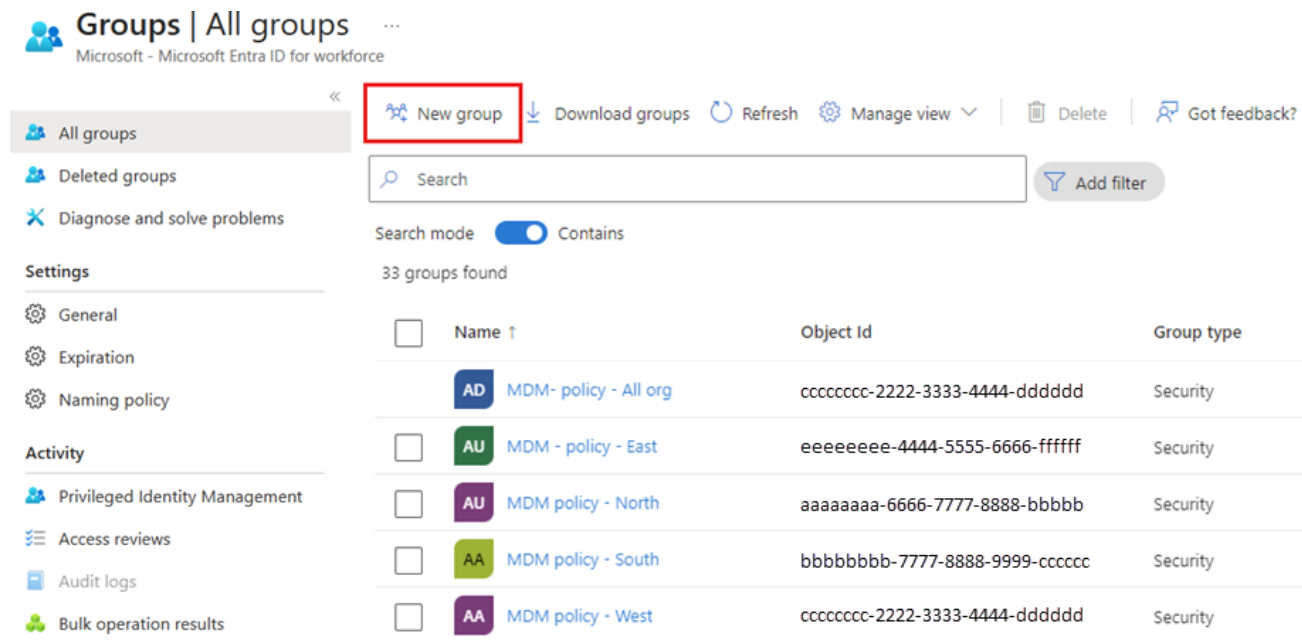 Groups | All groups ...
Microsoft - Microsoft Entra ID for workforce
«
All groups
Deleted groups
Diagnose and solve problems
Settings
General
Expiration
Naming policy
Activity
Privileged Identity Management
Access reviews
Audit logs
Bulk operation results
New group Download groups Refresh Manage view Delete Got feedback?
Search Add filter
Search mode Contains
33 groups found
Name ↑ Object Id Group type
AD MDM- policy - All org cccccccc-2222-3333-4444-dddddd Security
AU MDM - policy - East eeeeeeee-4444-5555-6666-ffffff Security
AU MDM policy - North aaaaaaaa-6666-7777-8888-bbbbb Security
AA MDM policy - South bbbbbbbb-7777-8888-9999-cccccc Security
AA MDM policy - West cccccccc-2222-3333-4444-dddddd Security